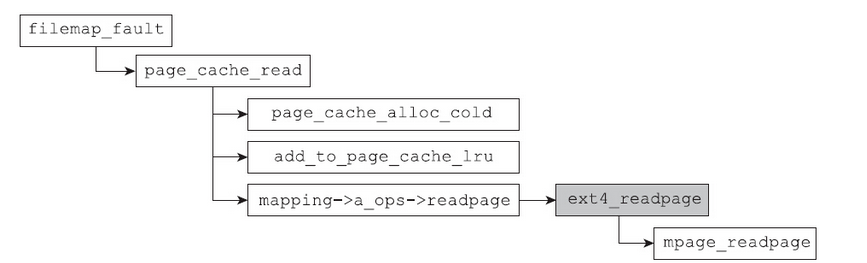 filemap_fault
page_cache_read
page_cache_alloc_cold
add_to_page_cache_lru
mapping->a_ops->readpage
ext4_readpage
mpage_readpage